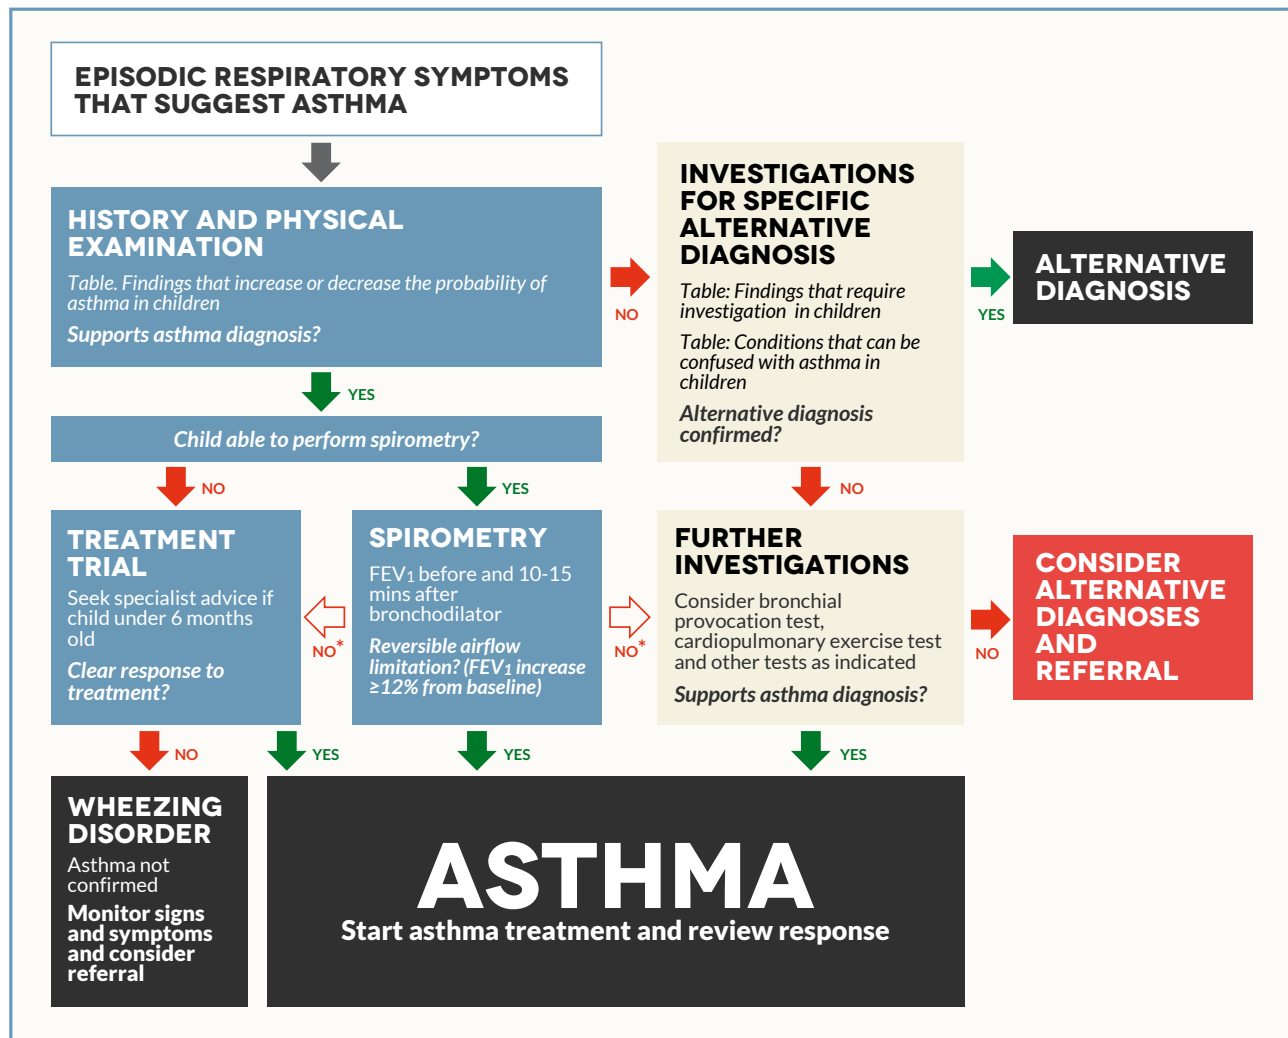 EPISODIC RESPIRATORY SYMPTOMS
THAT SUGGEST ASTHMA
HISTORY AND PHYSICAL
EXAMINATION
Table. Findings that increase or decrease the probability of
asthma in children
Supports asthma diagnosis?
NO
INVESTIGATIONS
FOR SPECIFIC
ALTERNATIVE
DIAGNOSIS
Table: Findings that require
investigation in children
Table: Conditions that can be
confused with asthma in
children
Alternative diagnosis
confirmed?
YES
ALTERNATIVE
DIAGNOSIS
YES
Child able to perform spirometry?
NO
YES
NO
TREATMENT
TRIAL
Seek specialist advice if
child under 6 months
old
Clear response to
treatment?
NO*
SPIROMETRY
FEV1 before and 10-15
mins after
bronchodilator
Reversible airflow
limitation? (FEV1 increase
≥12% from baseline)
NO*
FURTHER
INVESTIGATIONS
Consider bronchial
provocation test,
cardiopulmonary exercise test
and other tests as indicated
Supports asthma diagnosis?
NO
CONSIDER
ALTERNATIVE
DIAGNOSES
AND
REFERRAL
NO
YES
YES
YES
WHEEZING
DISORDER
Asthma not
confirmed
Monitor signs
and symptoms
and consider
referral
ASTHMA
Start asthma treatment and review response